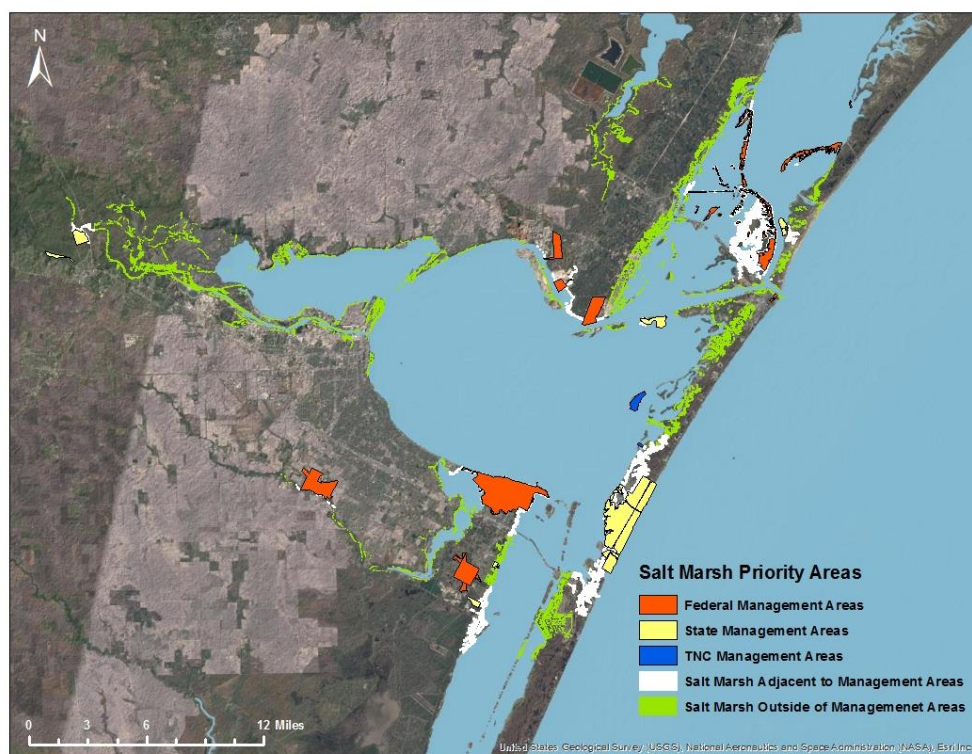 N
Salt Marsh Priority Areas
Federal Management Areas
State Management Areas
TNC Management Areas
Salt Marsh Adjacent to Management Areas
Salt Marsh Outside of Managemenet Areas
0 3 6 12 Miles
United States Geological Survey (USGS), National Aeronautics and Space Administration (NASA), Esri Inc